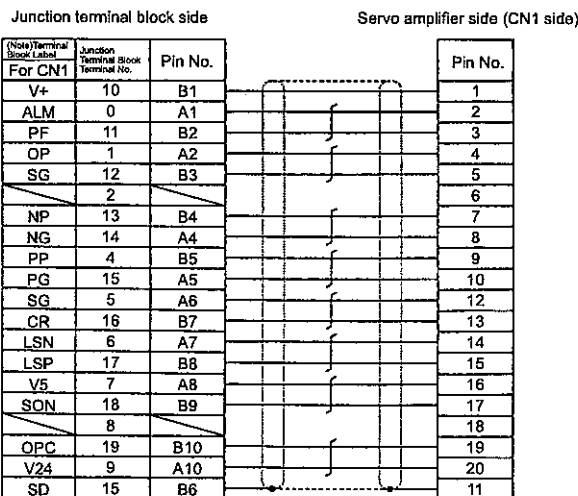 Junction terminal block side Servo amplifier side (CN1 side)
(Note)Terminal Block Label For CN1 Junction Terminal Block Terminal No. Pin No. Pin No.
V+ 10 B1 1
ALM 0 A1 2
PF 11 B2 3
OP 1 A2 4
SG 12 B3 5
2 6
NP 13 B4 7
NG 14 A4 8
PP 4 B5 9
PG 15 A5 10
SG 5 A6 12
CR 16 B7 13
LSN 6 A7 14
LSP 17 B8 15
V5 7 A8 16
SON 18 B9 17
8 18
OPC 19 B10 19
V24 9 A10 20
SD 15 B6 11